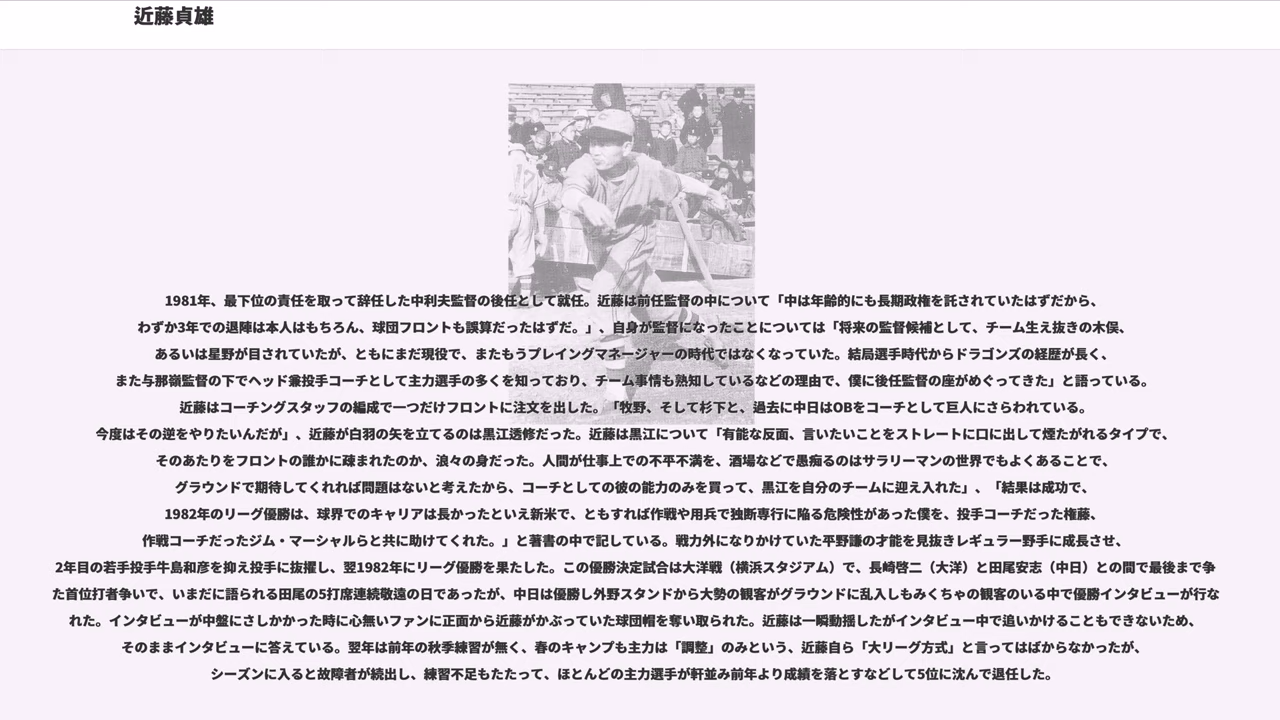 近藤貞雄
1981年、最下位の責任を取って辞任した中利夫監督の後任として就任。近藤は前任監督の中について「中は年齢的にも長期政権を託されていたはずだから、
わずか3年での退陣は本人はもちろん、球団フロントも誤算だったはずだ。」、自身が監督になったことについては「将来の監督候補として、チーム生え抜きの木俣、
あるいは星野が目されていたが、ともにまだ現役で、またもうプレイングマネージャーの時代ではなくなっていた。結局選手時代からドラゴンズの経歴が長く、
また与那嶺監督の下でヘッド兼投手コーチとして主力選手の多くを知っており、チーム事情も熟知しているなどの理由で、僕に後任監督の座がめぐってきた」と語っている。
近藤はコーチングスタッフの編成で一つだけフロントに注文を出した。「牧野、そして杉下と、過去に中日はOBをコーチとして巨人にさらわれている。
今度はその逆をやりたいんだが」、近藤が白羽の矢を立てるのは黒江透修だった。近藤は黒江について「有能な反面、言いたいことをストレートに口に出して煙たがれるタイプで、
そのあたりをフロントの誰かに疎まれたのか、浪々の身だった。人間が仕事上での不平不満を、酒場などで愚痴るのはサラリーマンの世界でもよくあることで、
グラウンドで期待してくれれば問題はないと考えたから、コーチとしての彼の能力のみを買って、黒江を自分のチームに迎え入れた」、「結果は成功で、
1982年のリーグ優勝は、球界でのキャリアは長かったといえ新米で、ともすれば作戦や用兵で独断専行に陥る危険性があった僕を、投手コーチだった権藤、
作戦コーチだったジム・マーシャルらと共に助けてくれた。」と著書の中で記している。戦力外になりかけていた平野謙の才能を見抜きレギュラー野手に成長させ、
2年目の若手投手牛島和彦を抑え投手に抜擢し、翌1982年にリーグ優勝を果たした。この優勝決定試合は大洋戦（横浜スタジアム）で、長崎啓二（大洋）と田尾安志（中日）との間で最後まで争
た首位打者争いで、いまだに語られる田尾の5打席連続敬遠の日であったが、中日は優勝し外野スタンドから大勢の観客がグラウンドに乱入しもみくちゃの観客のいる中で優勝インタビューが行な
れた。インタビューが中盤にさしかかった時に心無いファンに正面から近藤がかぶっていた球団帽を奪い取られた。近藤は一瞬動揺したがインタビュー中で追いかけることもできないため、
そのままインタビューに答えている。翌年は前年の秋季練習が無く、春のキャンプも主力は「調整」のみという、近藤自ら「大リーグ方式」と言ってはばからなかったが、
シーズンに入ると故障者が続出し、練習不足もたたって、ほとんどの主力選手が軒並み前年より成績を落とすなどして5位に沈んで退任した。